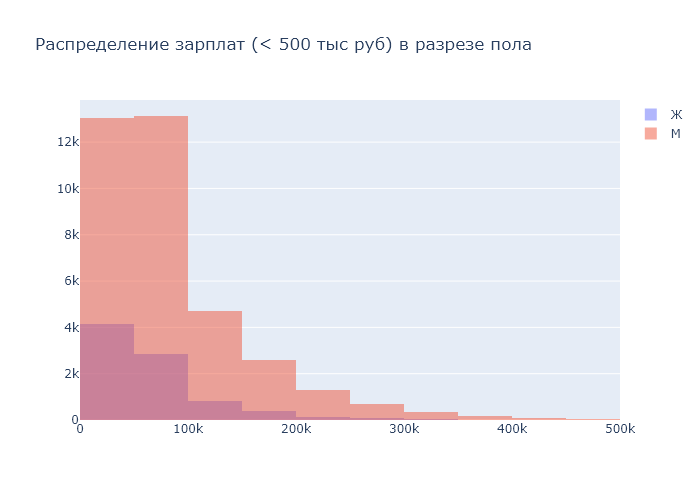 Распределение зарплат (< 500 тыс руб) в разрезе пола
Ж
М
12k
10k
8k
6k
4k
2k
0
0
100k
200k
300k
400k
500k